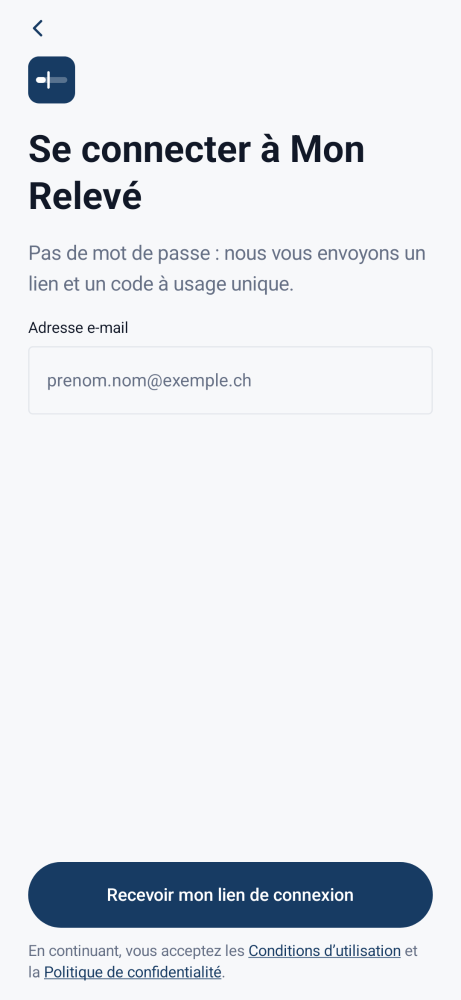 Se connecter à Mon
Relevé
Pas de mot de passe : nous vous envoyons un
lien et un code à usage unique.
Adresse e-mail
prenom.nom@exemple.ch
Recevoir mon lien de connexion
En continuant, vous acceptez les Conditions d’utilisation et
la Politique de confidentialité.